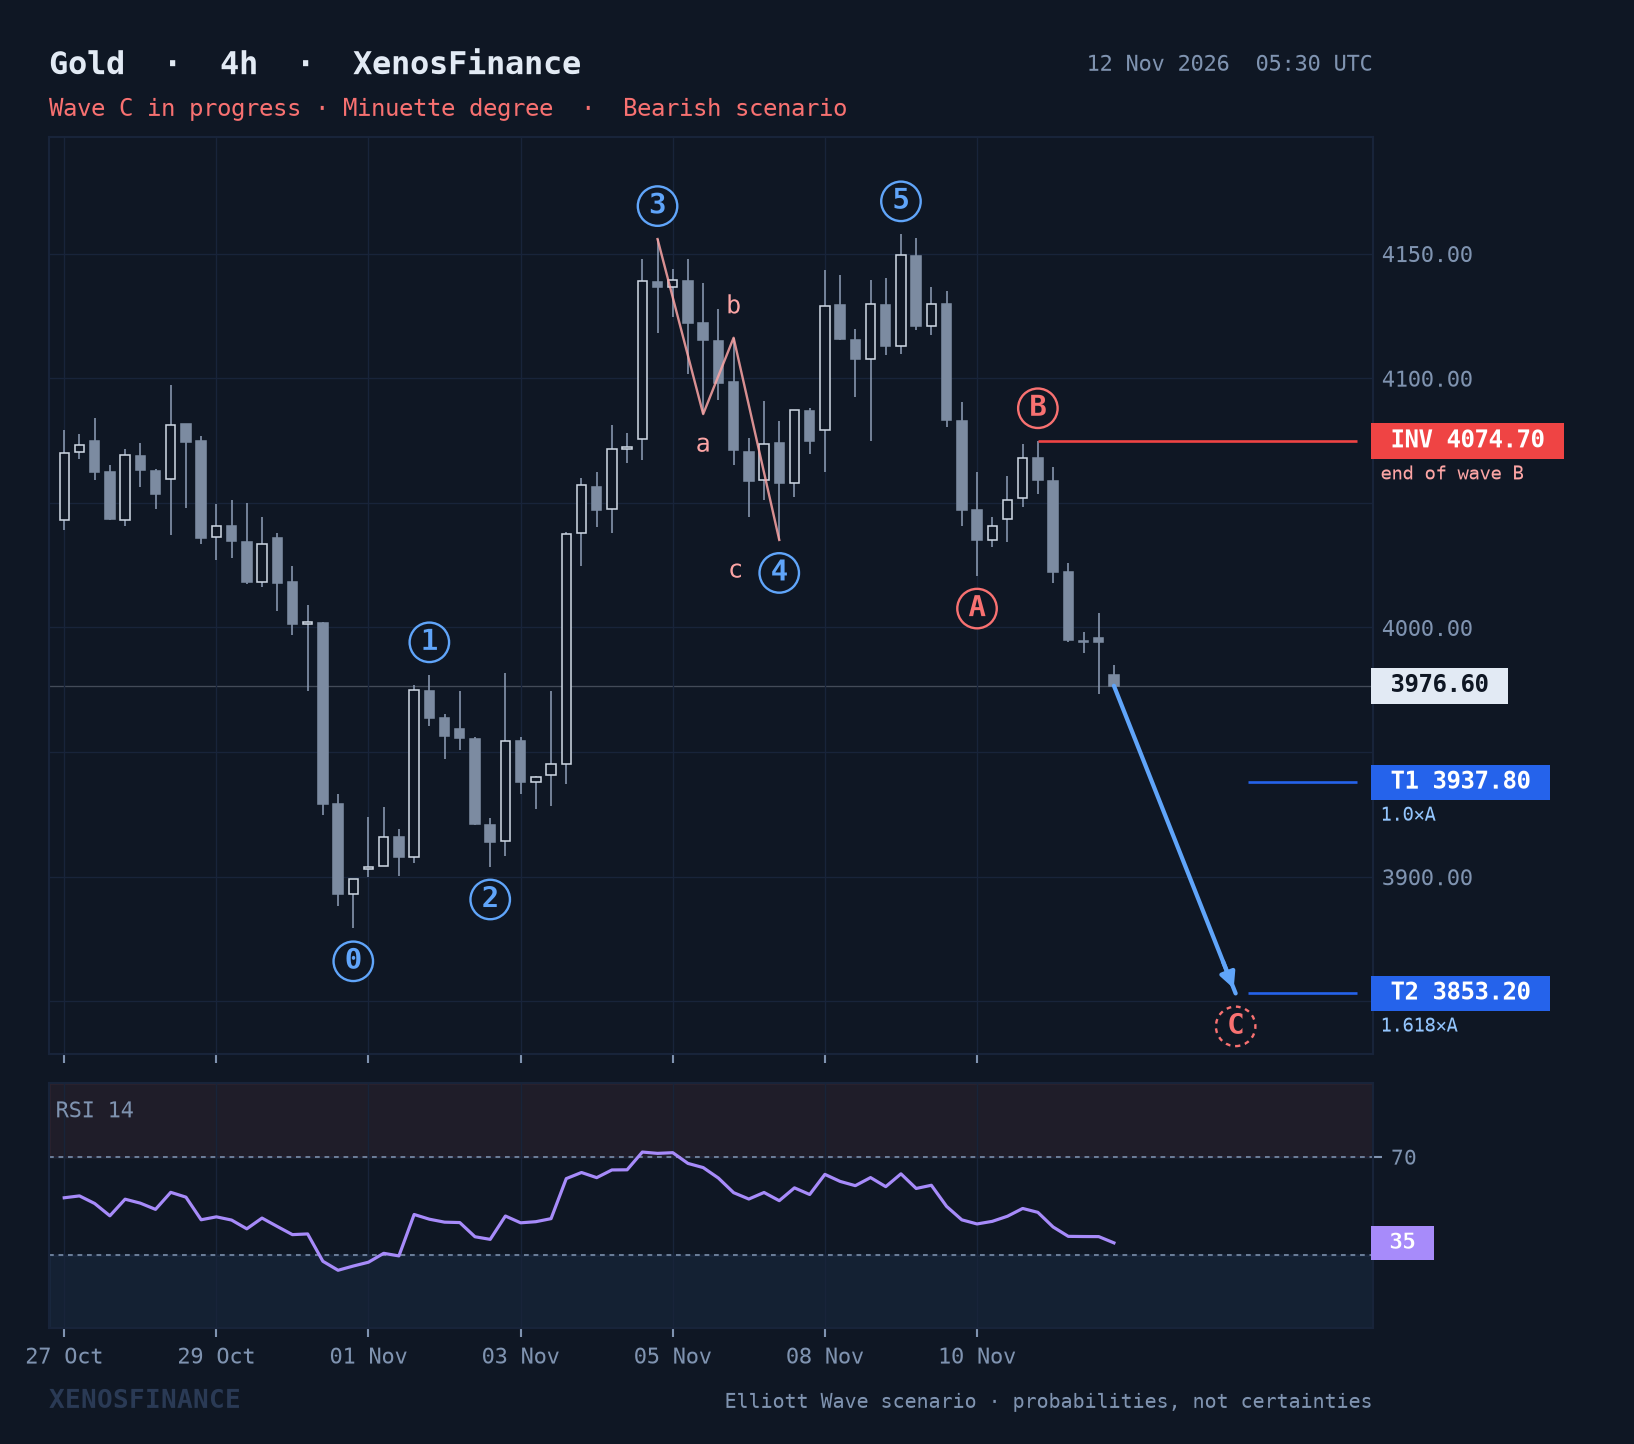 Gold · 4h · XenosFinance
12 Nov 2026 05:30 UTC
Wave C in progress · Minuette degree · Bearish scenario
3
5
4150.00
b
4100.00
B
INV 4074.70
a
end of wave B
c
4
A
4000.00
1
3976.60
T1 3937.80
1.0×A
3900.00
2
0
T2 3853.20
C
1.618×A
RSI 14
70
35
27 Oct
29 Oct
01 Nov
03 Nov
05 Nov
08 Nov
10 Nov
XENOSFINANCE
Elliott Wave scenario · probabilities, not certainties